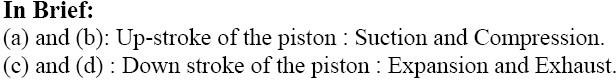 In Brief:
(a) and (b): Up-stroke of the piston : Suction and Compression.
(c) and (d) : Down stroke of the piston : Expansion and Exhaust